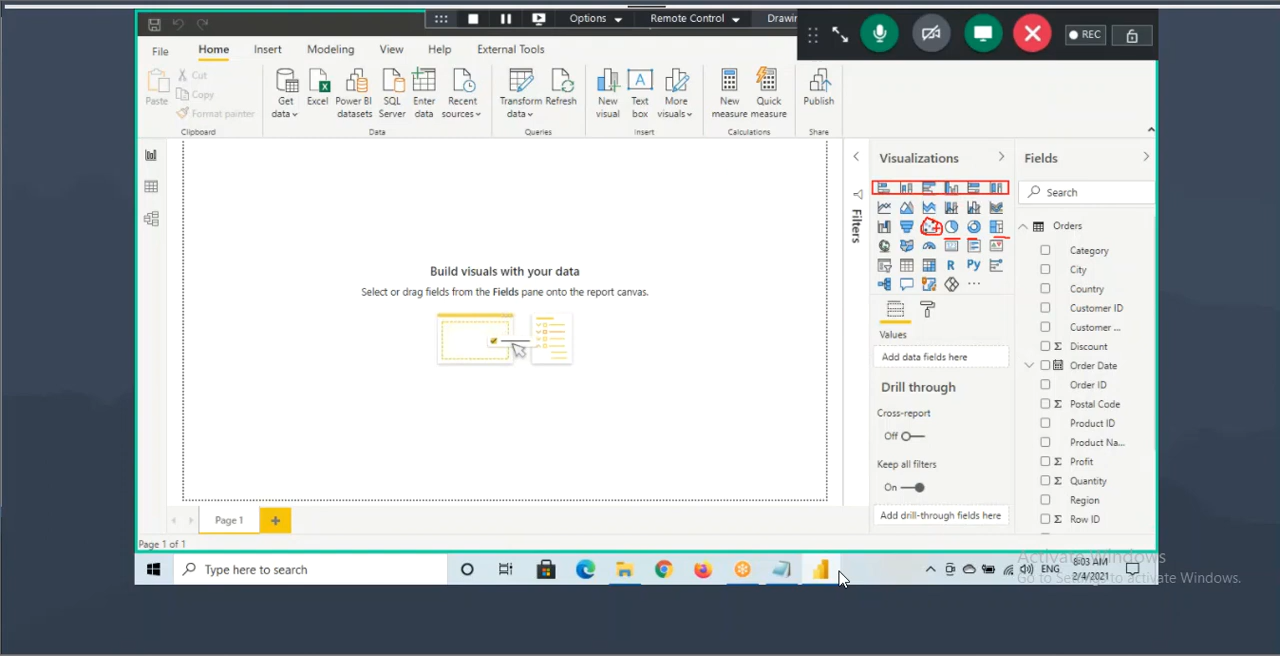 Options Remote Control Drawin
REC
File Home Insert Modeling View Help External Tools
Paste
Cut
Copy
Format painter
Clipboard
Get data
Excel
Power BI datasets
SQL Server
Enter data
Recent sources
Data
Transform data
Refresh
Queries
New visual
A
Text box
More visuals
Insert
New measure
Quick measure
Calculations
Publish
Share
Build visuals with your data
Select or drag fields from the Fields pane onto the report canvas.
Filters
Visualizations
R Py
Values
Add data fields here
Drill through
Cross-report
Off
Keep all filters
On
Add drill-through fields here
Fields
Search
Orders
Category
City
Country
Customer ID
Customer ...
Σ Discount
Order Date
Order ID
Σ Postal Code
Product ID
Product Na...
Σ Profit
Σ Quantity
Region
Σ Row ID
Page 1
+
Page 1 of 1
Type here to search
ENG
8:03 AM
2/4/2021
Activate Windows
Go to Settings to activate Windows.